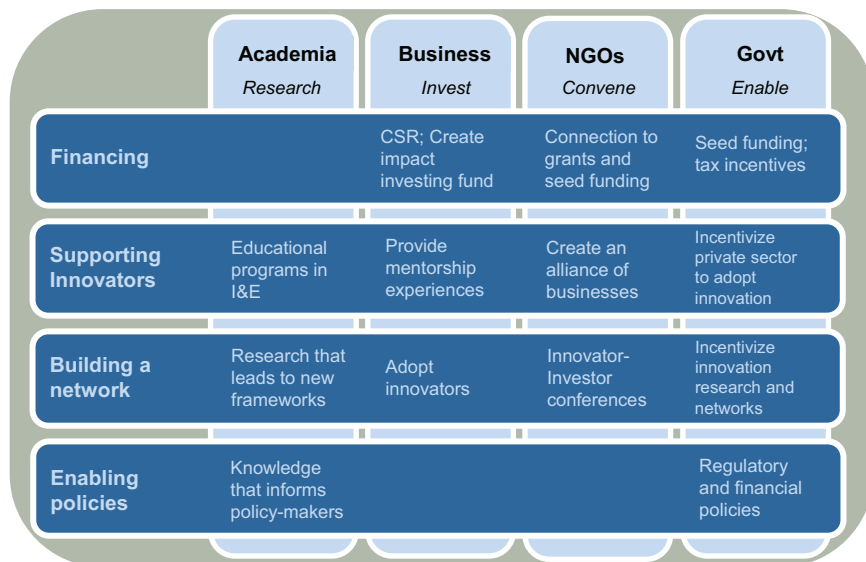 Academia
Research
Business
Invest
NGOs
Convene
Govt
Enable
Financing
CSR; Create
impact
investing fund
Connection to
grants and
seed funding
Seed funding;
tax incentives
Supporting
Innovators
Educational
programs in
I&E
Provide
mentorship
experiences
Create an
alliance of
businesses
Incentivize
private sector
to adopt
innovation
Building a
network
Research that
leads to new
frameworks
Adopt
innovators
Innovator-
Investor
conferences
Incentivize
innovation
research and
networks
Enabling
policies
Knowledge
that informs
policy-makers
Regulatory
and financial
policies